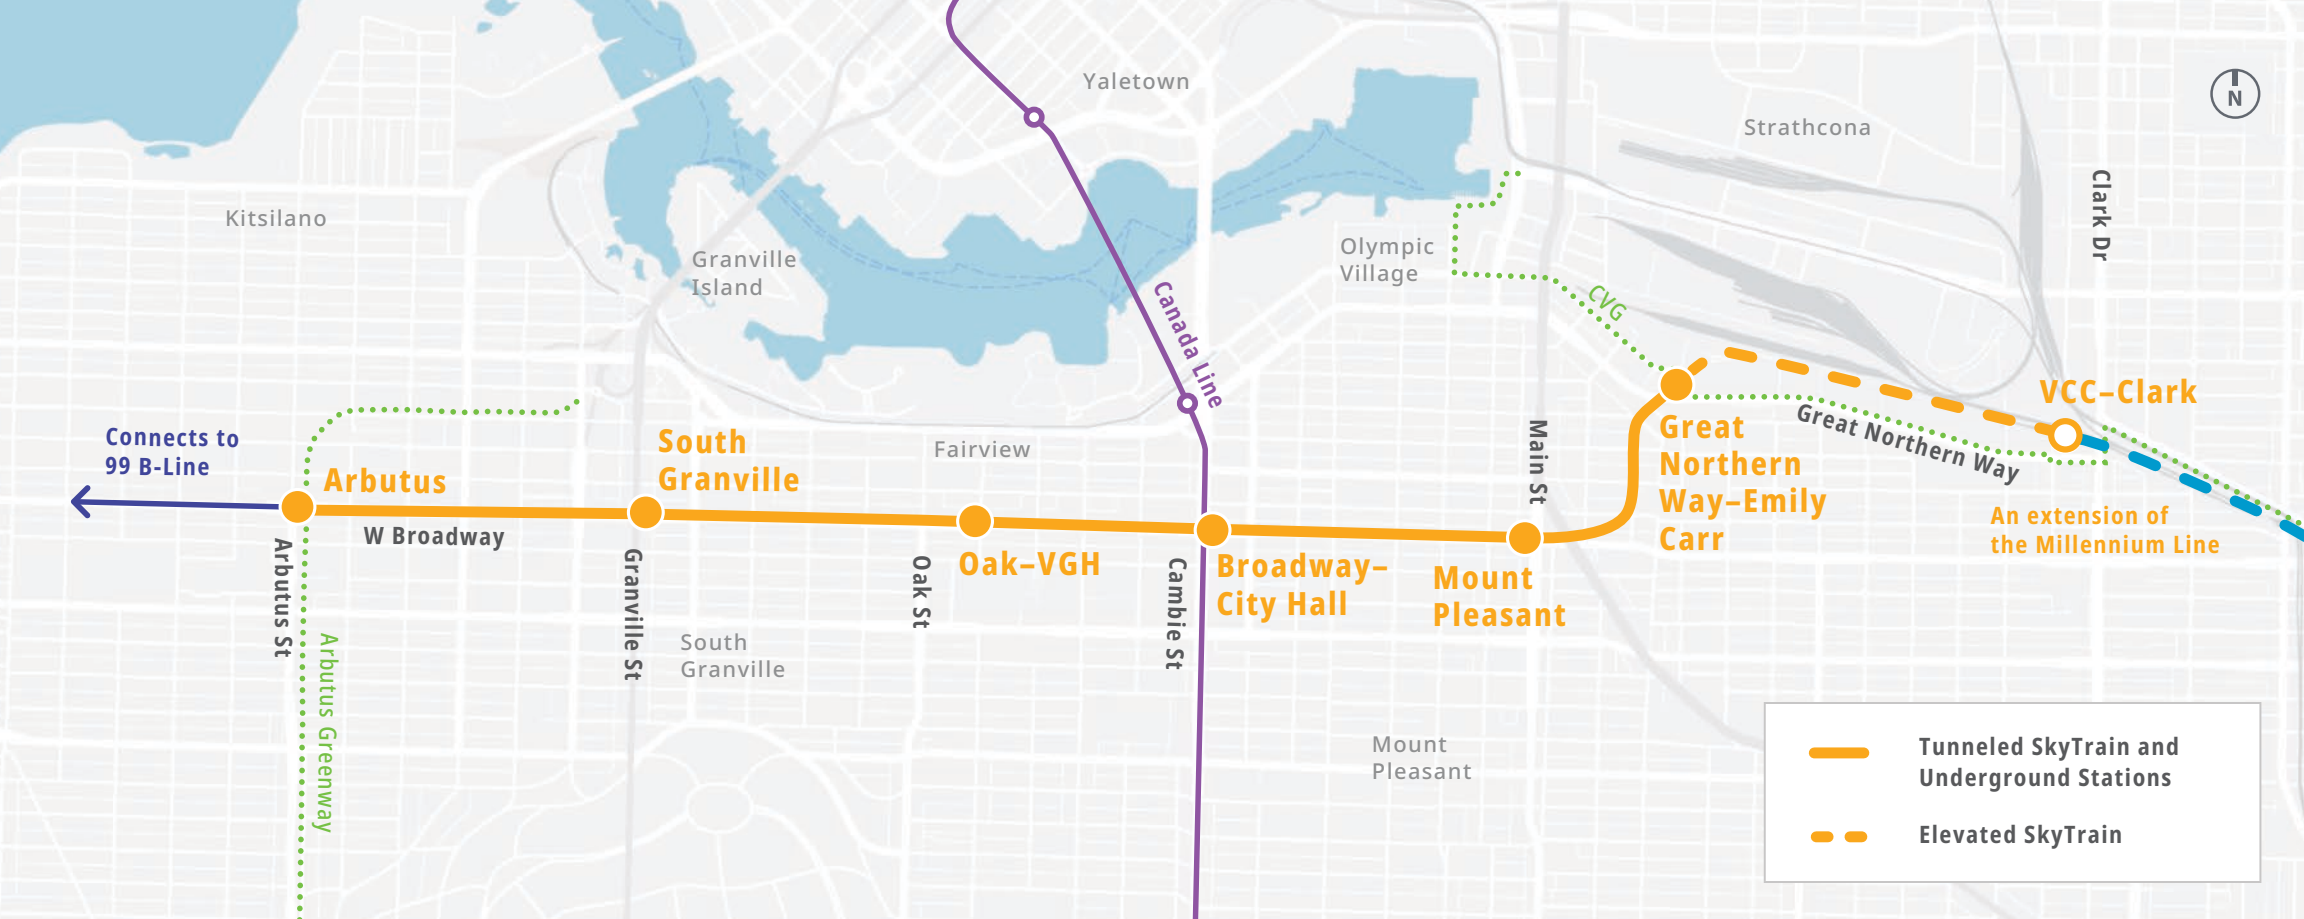 Yaletown
N
Strathcona
Clark Dr
Kitsilano
Granville
Island
Olympic
Village
CVG
Canada Line
VCC–Clark
Great Northern Way
Connects to
99 B-Line
Arbutus
South
Granville
Fairview
Main St
Great
Northern
Way–Emily
Carr
An extension of
the Millennium Line
W Broadway
Arbutus St
Granville St
Oak St
Oak–VGH
Cambie St
Broadway–
City Hall
Mount
Pleasant
Arbutus Greenway
South
Granville
Mount
Pleasant
Tunneled SkyTrain and
Underground Stations
Elevated SkyTrain